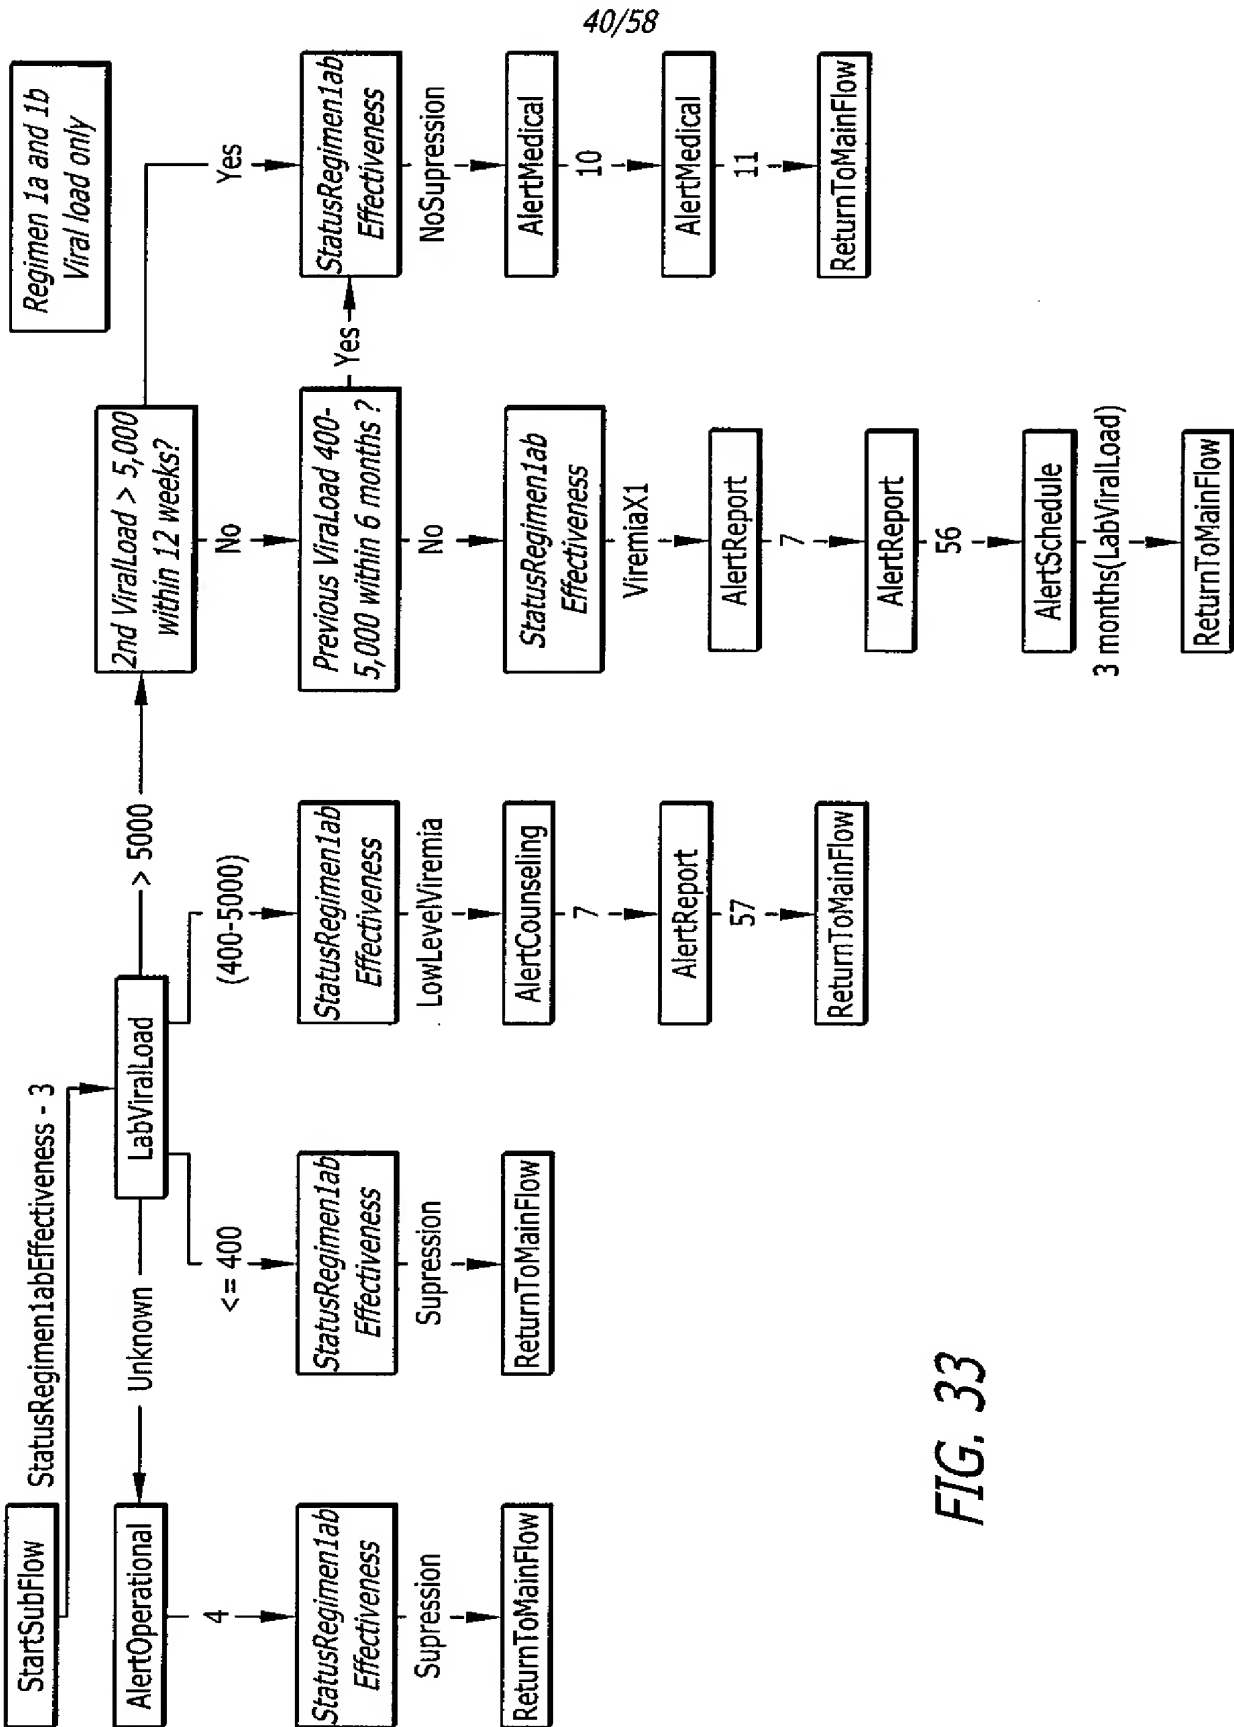 40/58
Regimen 1a and 1b
Viral load only
StartSubFlow
StatusRegimen1abEffectiveness - 3
AlertOperational
Unknown
LabViralLoad
> 5000
2nd ViralLoad > 5,000
within 12 weeks?
Yes
4
<= 400
(400-5000)
No
StatusRegimen1ab
Effectiveness
StatusRegimen1ab
Effectiveness
StatusRegimen1ab
Effectiveness
Previous ViraLoad 400-
5,000 within 6 months ?
Yes
StatusRegimen1ab
Effectiveness
Supression
Supression
LowLevelViremia
No
NoSupression
ReturnToMainFlow
ReturnToMainFlow
AlertCounseling
StatusRegimen1ab
Effectiveness
AlertMedical
7
ViremiaX1
10
AlertReport
AlertReport
AlertMedical
57
7
11
ReturnToMainFlow
AlertReport
ReturnToMainFlow
56
AlertSchedule
3 months(LabViralLoad)
ReturnToMainFlow
FIG. 33